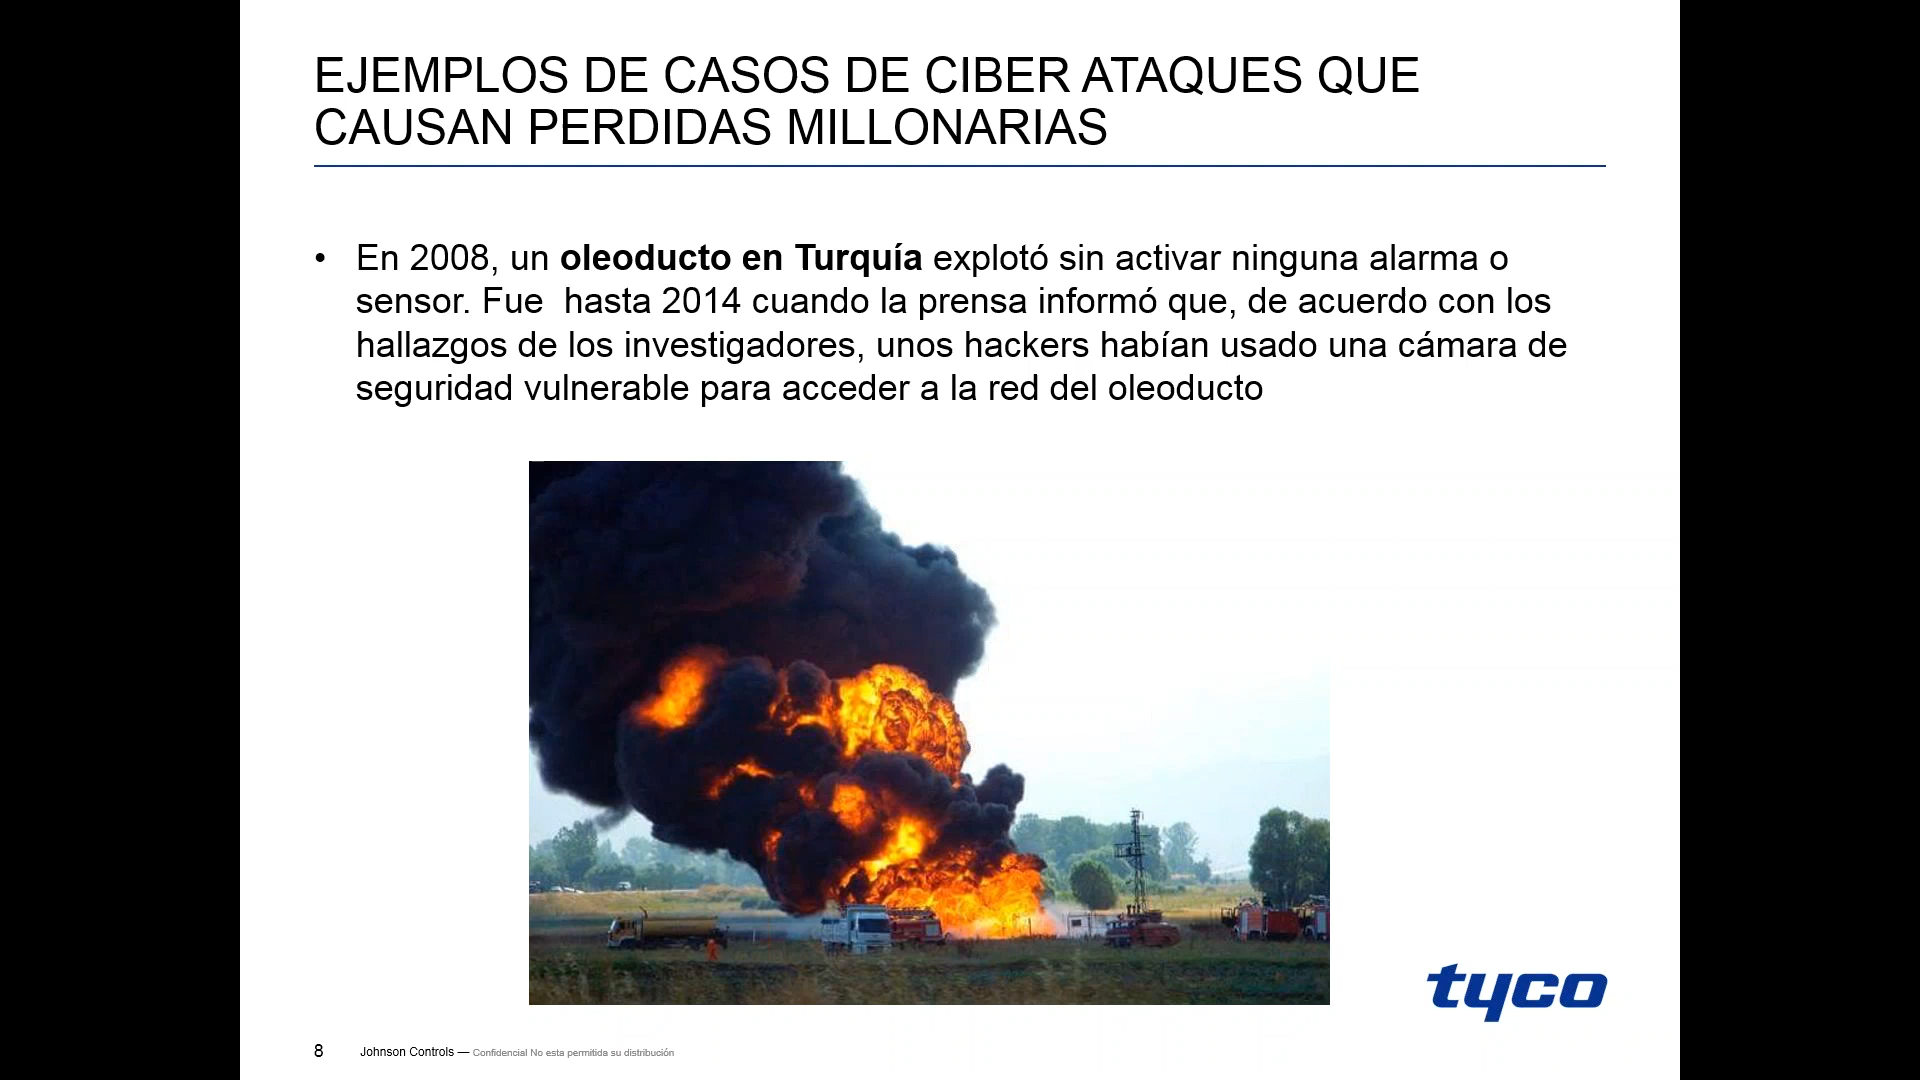 EJEMPLOS DE CASOS DE CIBER ATAQUES QUE
CAUSAN PERDIDAS MILLONARIAS
• En 2008, un oleoducto en Turquía explotó sin activar ninguna alarma o
sensor. Fue  hasta 2014 cuando la prensa informó que, de acuerdo con los
hallazgos de los investigadores, unos hackers habían usado una cámara de
seguridad vulnerable para acceder a la red del oleoducto
tyco
8 Johnson Controls — Confidencial No esta permitida su distribución